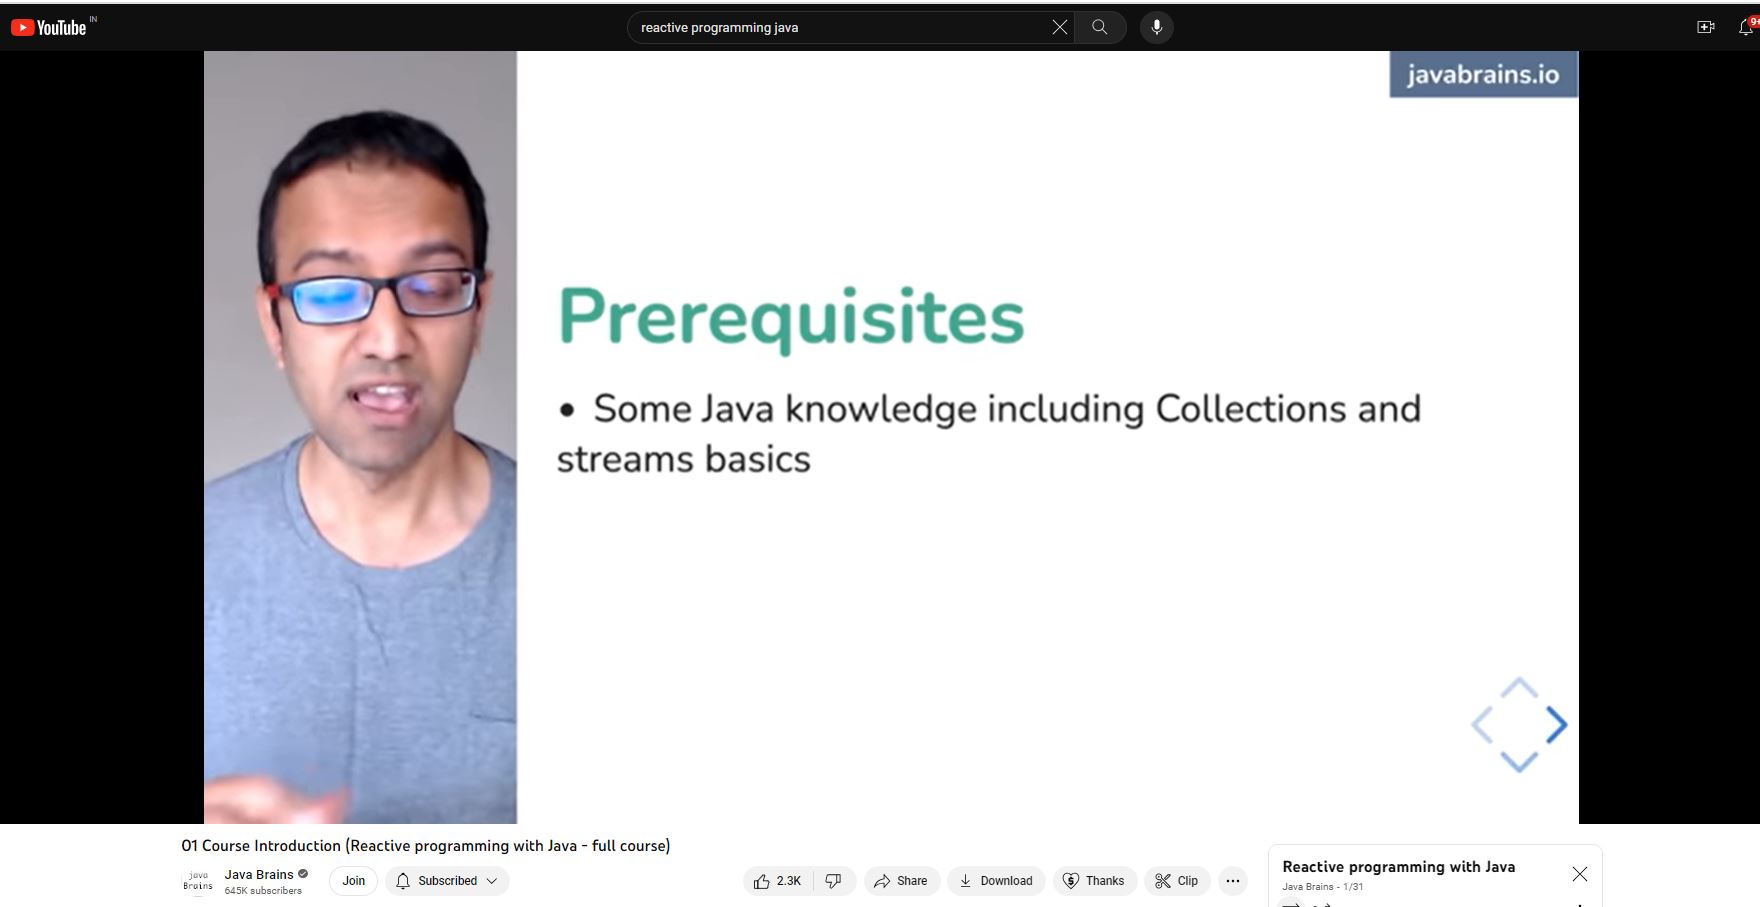 YouTube IN
reactive programming java
9+
javabrains.io
Prerequisites
• Some Java knowledge including Collections and
streams basics
01 Course Introduction (Reactive programming with Java - full course)
java
Brains
Java Brains
645K subscribers
Join
Subscribed
2.3K
Share
Download
Thanks
Clip
Reactive programming with Java
Java Brains - 1/31